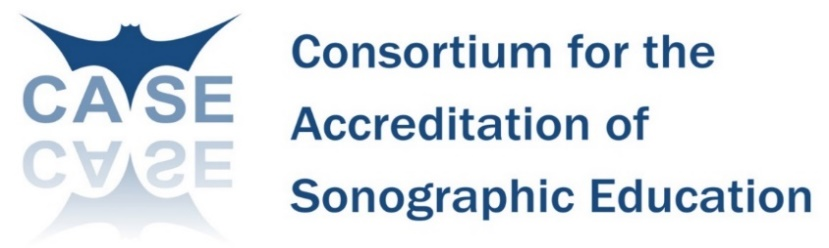 CASE
Consortium for the
Accreditation of
Sonographic Education